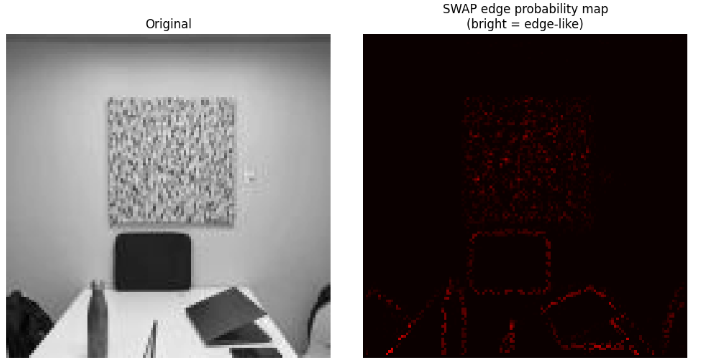 Original
SWAP edge probability map
(bright = edge-like)